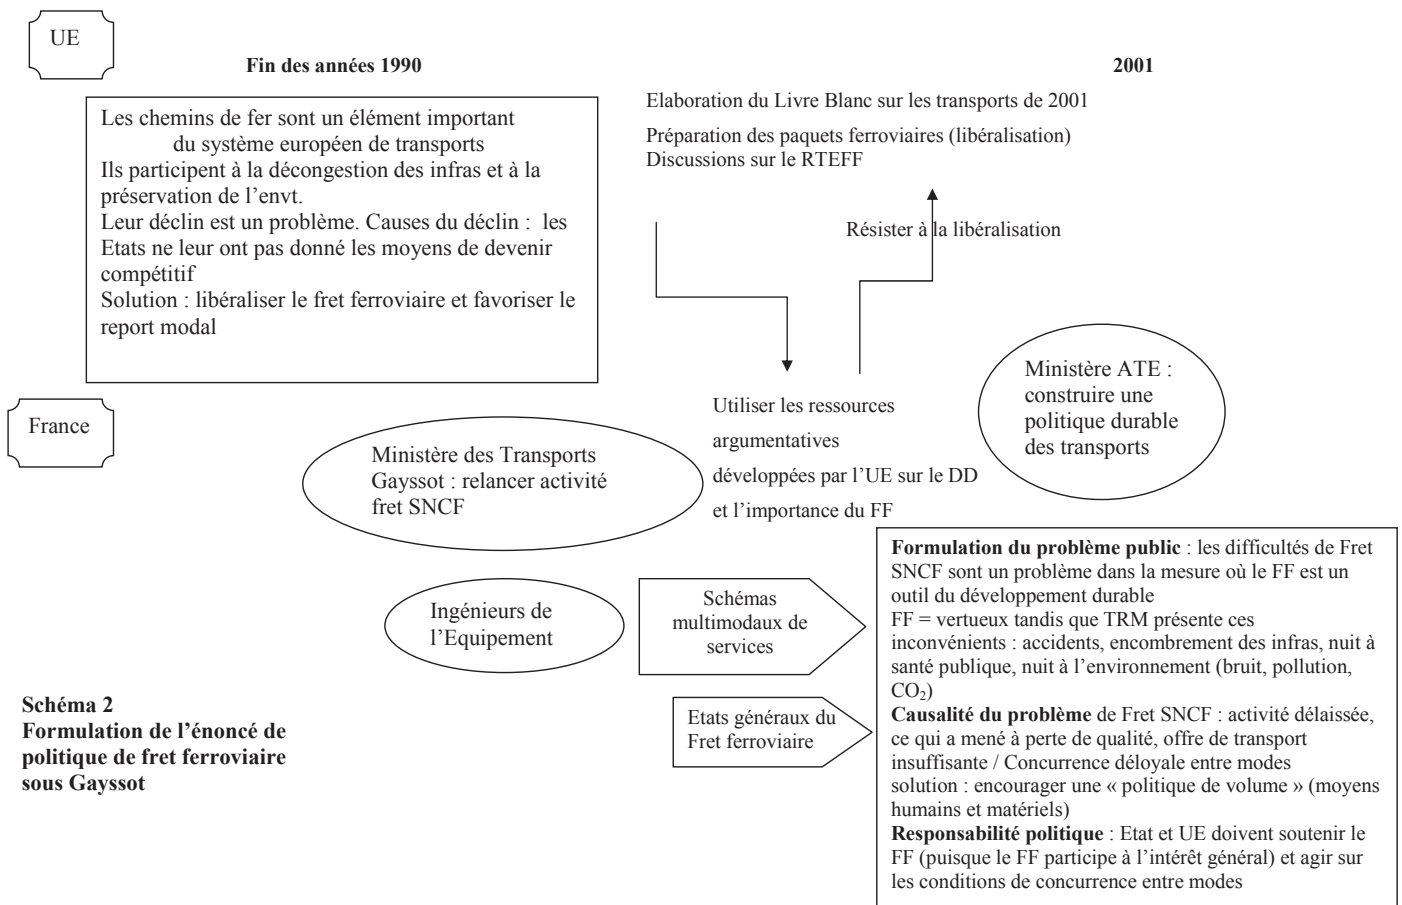 UE
Fin des années 1990
2001
Les chemins de fer sont un élément important
du système européen de transports
Ils participent à la décongestion des infras et à la
préservation de l'envt.
Leur déclin est un problème. Causes du déclin : les
Etats ne leur ont pas donné les moyens de devenir
compétitif
Solution : libéraliser le fret ferroviaire et favoriser le
report modal
Elaboration du Livre Blanc sur les transports de 2001
Préparation des paquets ferroviaires (libéralisation)
Discussions sur le RTEFF
Résister à la libéralisation
France
Ministère des Transports
Gayssot : relancer activité
fret SNCF
Utiliser les ressources
argumentatives
développées par l'UE sur le DD
et l'importance du FF
Ministère ATE :
construire une
politique durable
des transports
Ingénieurs de
l'Equipement
Schémas
multimodaux de
services
Etats généraux du
Fret ferroviaire
Formulation du problème public : les difficultés de Fret
SNCF sont un problème dans la mesure où le FF est un
outil du développement durable
FF = vertueux tandis que TRM présente ces
inconvénients : accidents, encombrement des infras, nuit à
santé publique, nuit à l'environnement (bruit, pollution,
CO₂)
Causalité du problème de Fret SNCF : activité délaissée,
ce qui a mené à perte de qualité, offre de transport
insuffisante / Concurrence déloyale entre modes
solution : encourager une « politique de volume » (moyens
humains et matériels)
Responsabilité politique : Etat et UE doivent soutenir le
FF (puisque le FF participe à l'intérêt général) et agir sur
les conditions de concurrence entre modes
Schéma 2
Formulation de l'énoncé de
politique de fret ferroviaire
sous Gayssot